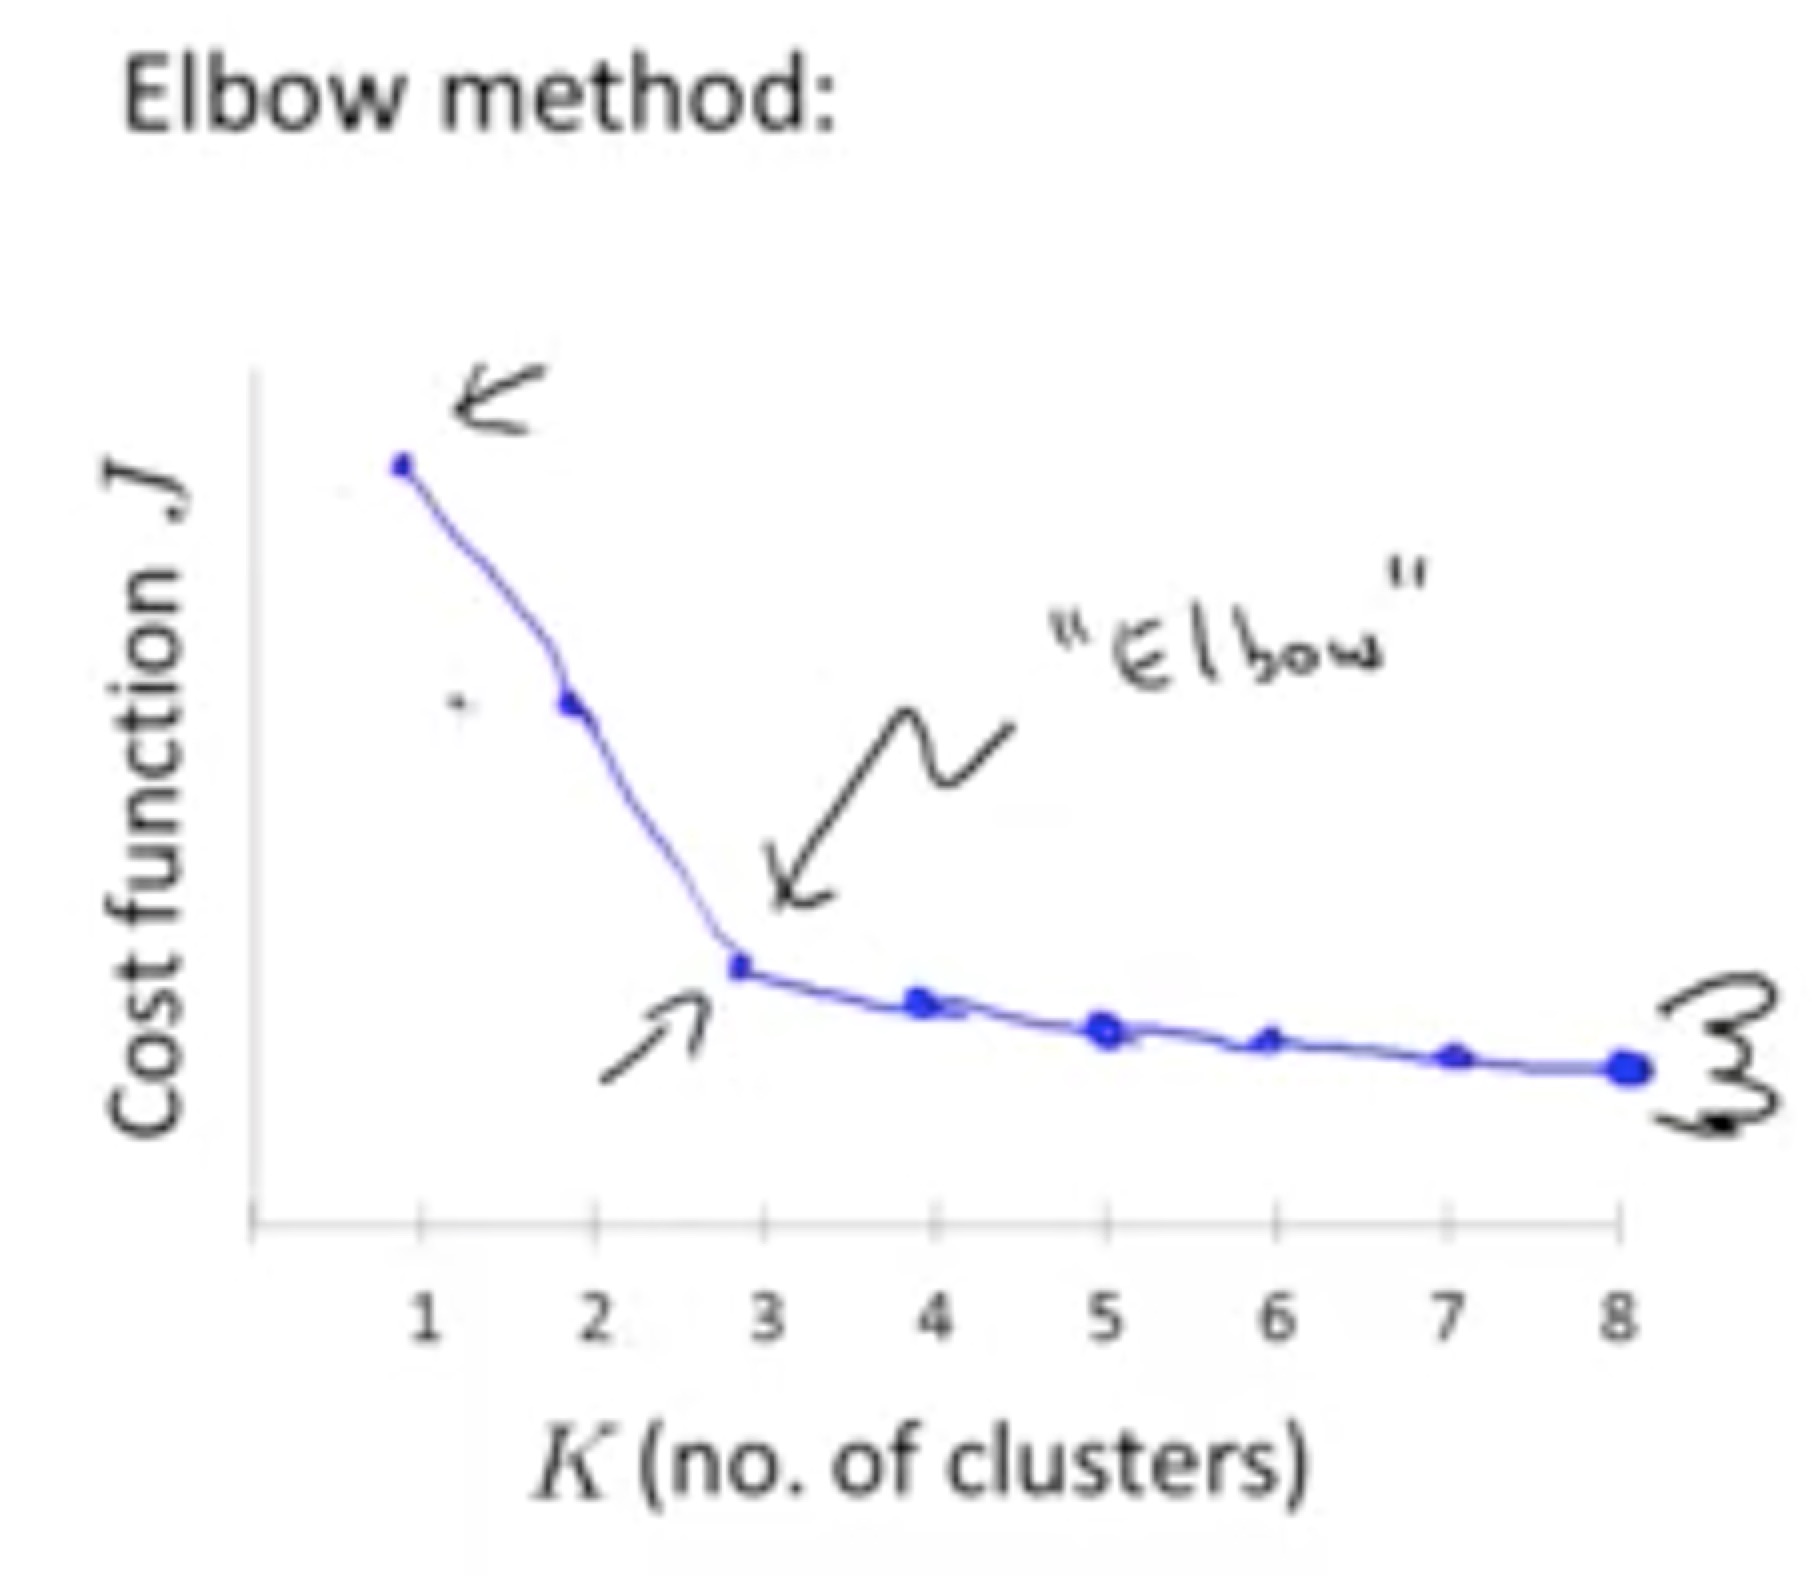 Elbow method:
Cost function J
"Elbow"
1 2 3 4 5 6 7 8
K (no. of clusters)